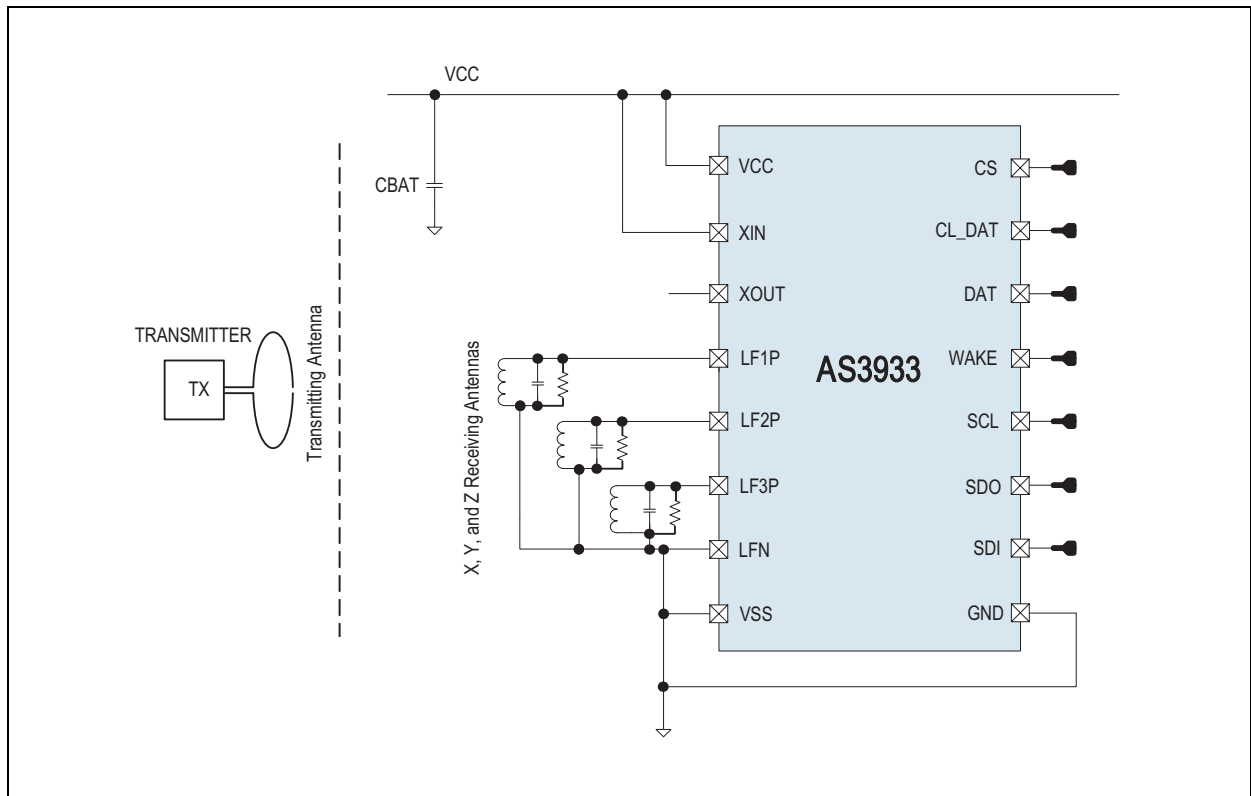 VCC
CBAT
TRANSMITTER
TX
Transmitting Antenna
X, Y, and Z Receiving Antennas
AS3933
VCC
XIN
XOUT
LF1P
LF2P
LF3P
LFN
VSS
CS
CL_DAT
DAT
WAKE
SCL
SDO
SDI
GND